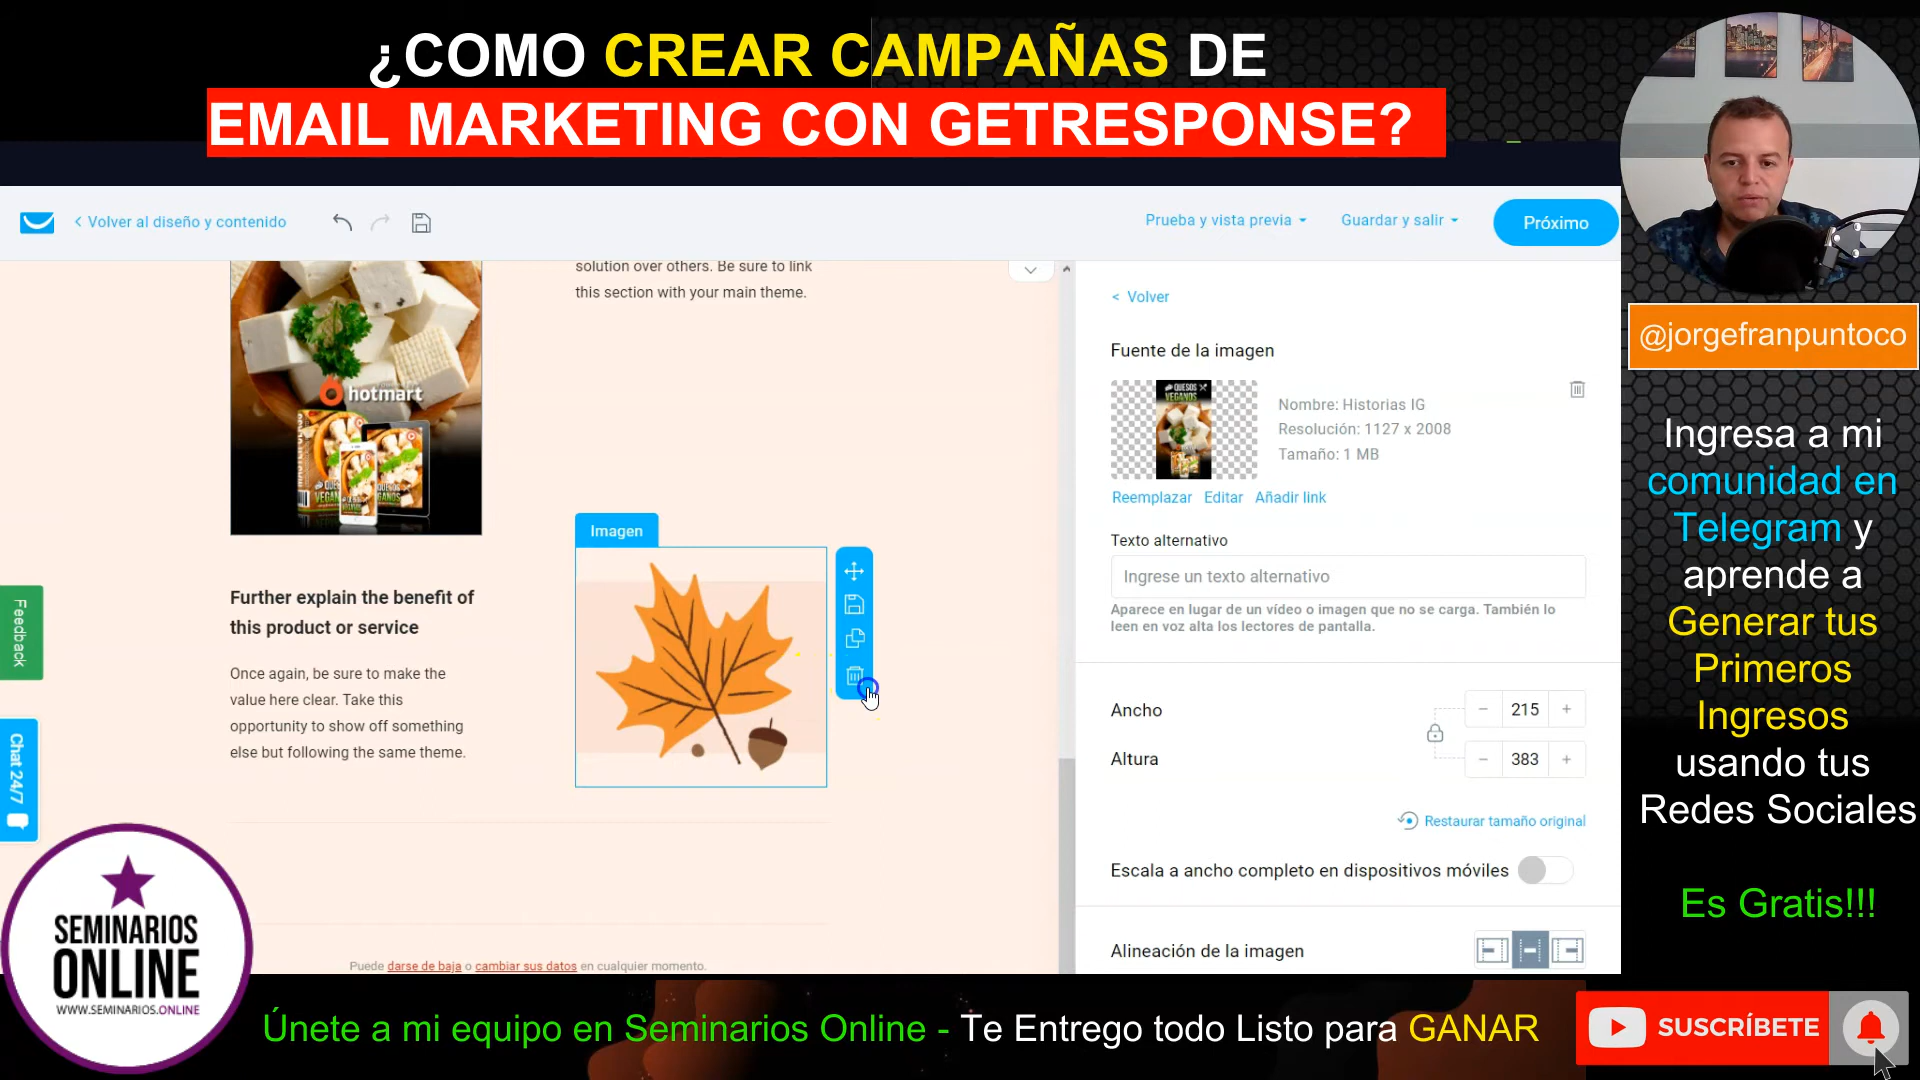 ¿COMO CREAR CAMPAÑAS DE
EMAIL MARKETING CON GETRESPONSE?
Volver al diseño y contenido
Prueba y vista previa
Guardar y salir
Próximo
solution over others. Be sure to link
this section with your main theme.
hotmart
Imagen
Further explain the benefit of
this product or service
Once again, be sure to make the
value here clear. Take this
opportunity to show off something
else but following the same theme.
Puede darse de baja o cambiar sus datos en cualquier momento.
Feedback
Chat 24/7
< Volver
Fuente de la imagen
QUESOS
VEGANOS
Nombre: Historias IG
Resolución: 1127 x 2008
Tamaño: 1 MB
Reemplazar Editar Añadir link
Texto alternativo
Ingrese un texto alternativo
Aparece en lugar de un vídeo o imagen que no se carga. También lo
leen en voz alta los lectores de pantalla.
Ancho
215
Altura
383
Restaurar tamaño original
Escala a ancho completo en dispositivos móviles
Alineación de la imagen
@jorgefranpuntoco
Ingresa a mi
comunidad en
Telegram y
aprende a
Generar tus
Primeros
Ingresos
usando tus
Redes Sociales
Es Gratis!!!
SEMINARIOS
ONLINE
WWW.SEMINARIOS.ONLINE
Únete a mi equipo en Seminarios Online - Te Entrego todo Listo para GANAR
SUSCRÍBETE